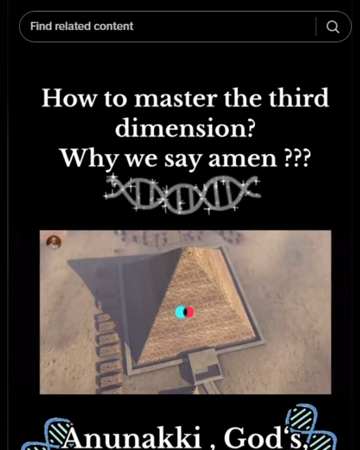 Find related content
How to master the third
dimension?
Why we say amen ???
Anunakki , God's,